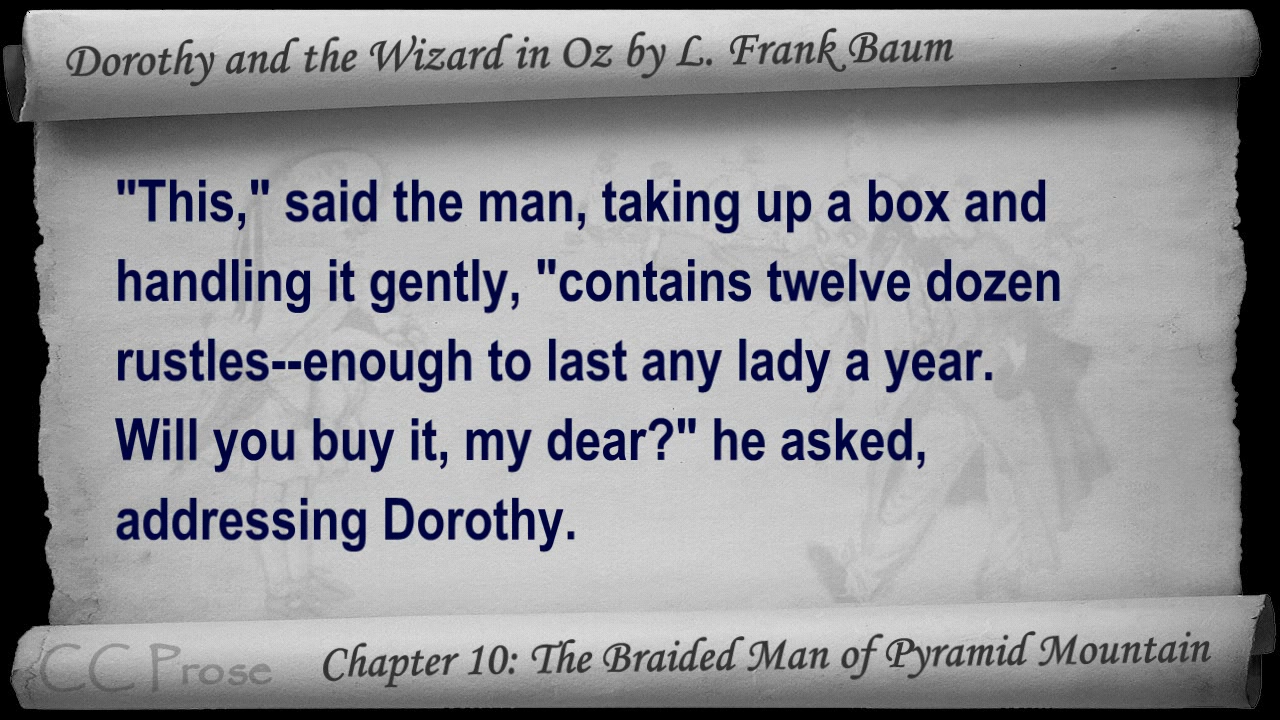 Dorothy and the Wizard in Oz by L. Frank Baum
"This," said the man, taking up a box and
handling it gently, "contains twelve dozen
rustles--enough to last any lady a year.
Will you buy it, my dear?" he asked,
addressing Dorothy.
CC Prose
Chapter 10: The Braided Man of Pyramid Mountain